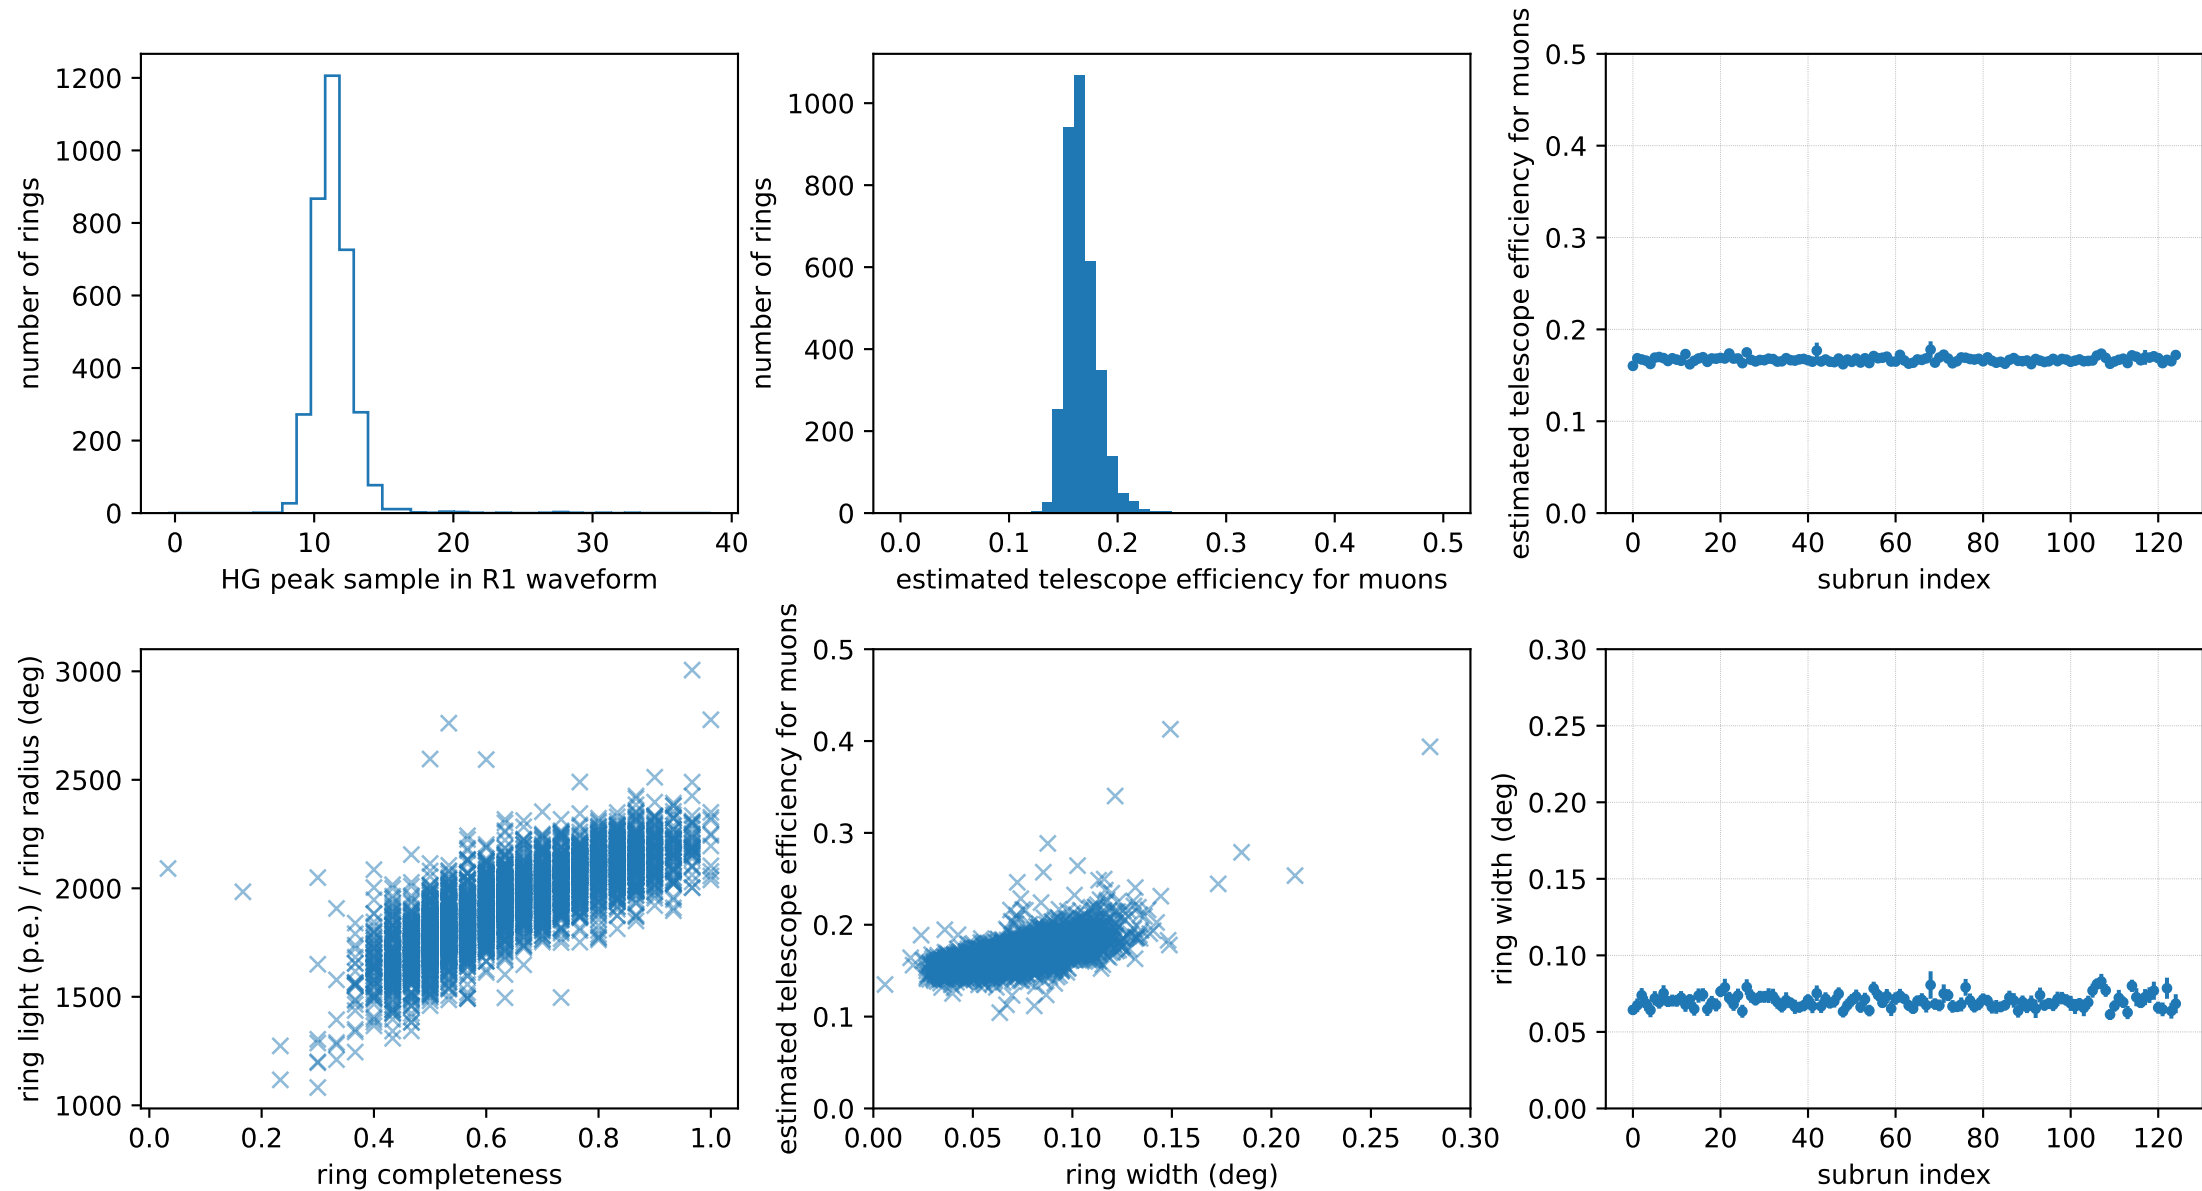 number of rings
1200
1000
800
600
400
200
0
0 10 20 30 40
HG peak sample in R1 waveform
number of rings
1000
800
600
400
200
0
0.0 0.1 0.2 0.3 0.4 0.5
estimated telescope efficiency for muons
estimated telescope efficiency for muons
0.5
0.4
0.3
0.2
0.1
0.0
0 20 40 60 80 100 120
subrun index
ring light (p.e.) / ring radius (deg)
3000
2500
2000
1500
1000
0.0 0.2 0.4 0.6 0.8 1.0
ring completeness
estimated telescope efficiency for muons
0.5
0.4
0.3
0.2
0.1
0.0
0.00 0.05 0.10 0.15 0.20 0.25 0.30
ring width (deg)
ring width (deg)
0.30
0.25
0.20
0.15
0.10
0.05
0.00
0 20 40 60 80 100 120
subrun index